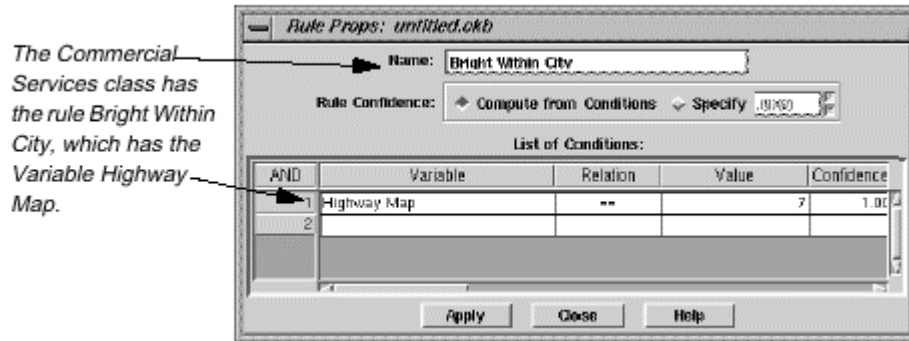 Rule Props: untitled.ckb
The Commercial
Services class has
the rule Bright Within
City, which has the
Variable Highway
Map.
Name: Bright Within City
Rule Confidence: Compute from Conditions Specify
List of Conditions:
AND Variable Relation Value Confidence
1 Highway Map == 7 1.00
2
Apply Close Help